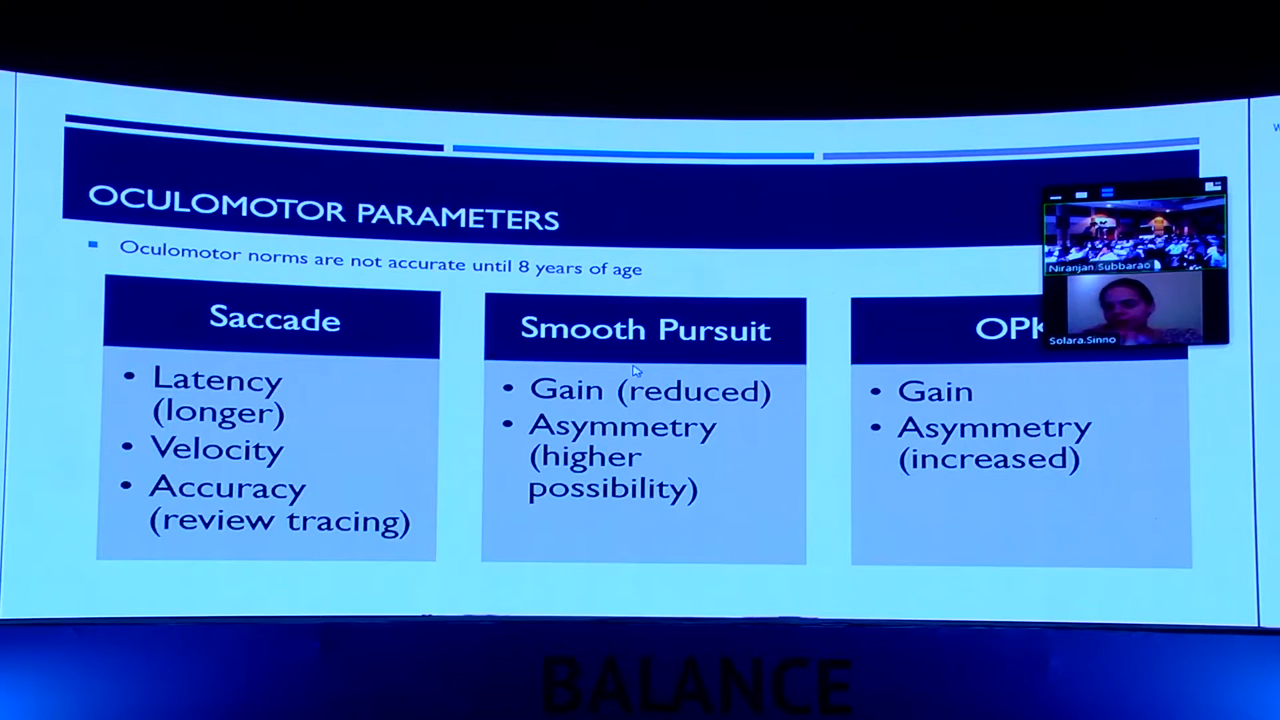 OCULOMOTOR PARAMETERS
Oculomotor norms are not accurate until 8 years of age
Saccade
• Latency
(longer)
• Velocity
• Accuracy
(review tracing)
Smooth Pursuit
• Gain (reduced)
• Asymmetry
(higher
possibility)
• Gain
• Asymmetry
(increased)
Niranjan Subbarao
Solara.Sinno
BALANCE